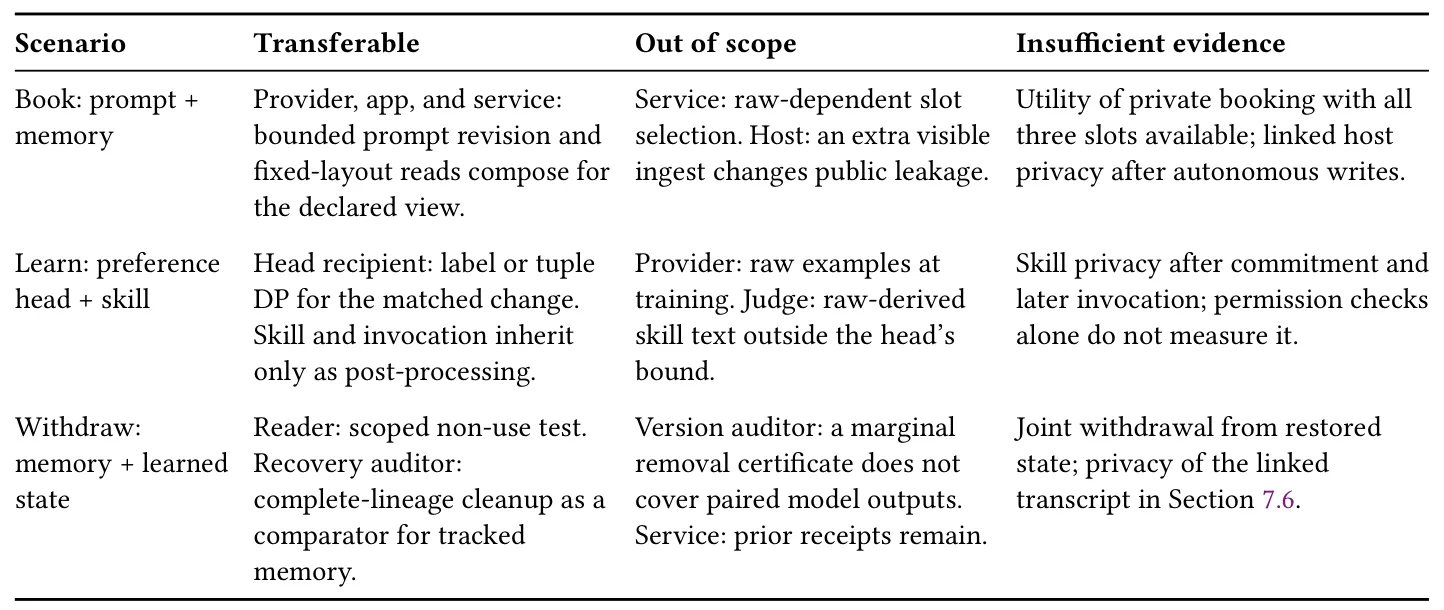 Scenario Transferable Out of scope Insufficient evidence
Book: prompt +
memory
Provider, app, and service:
bounded prompt revision and
fixed-layout reads compose for
the declared view.
Service: raw-dependent slot
selection. Host: an extra visible
ingest changes public leakage.
Utility of private booking with all
three slots available; linked host
privacy after autonomous writes.
Learn: preference
head + skill
Head recipient: label or tuple
DP for the matched change.
Skill and invocation inherit
only as post-processing.
Provider: raw examples at
training. Judge: raw-derived
skill text outside the head’s
bound.
Skill privacy after commitment and
later invocation; permission checks
alone do not measure it.
Withdraw:
memory + learned
state
Reader: scoped non-use test.
Recovery auditor:
complete-lineage cleanup as a
comparator for tracked
memory.
Version auditor: a marginal
removal certificate does not
cover paired model outputs.
Service: prior receipts remain.
Joint withdrawal from restored
state; privacy of the linked
transcript in Section 7.6.